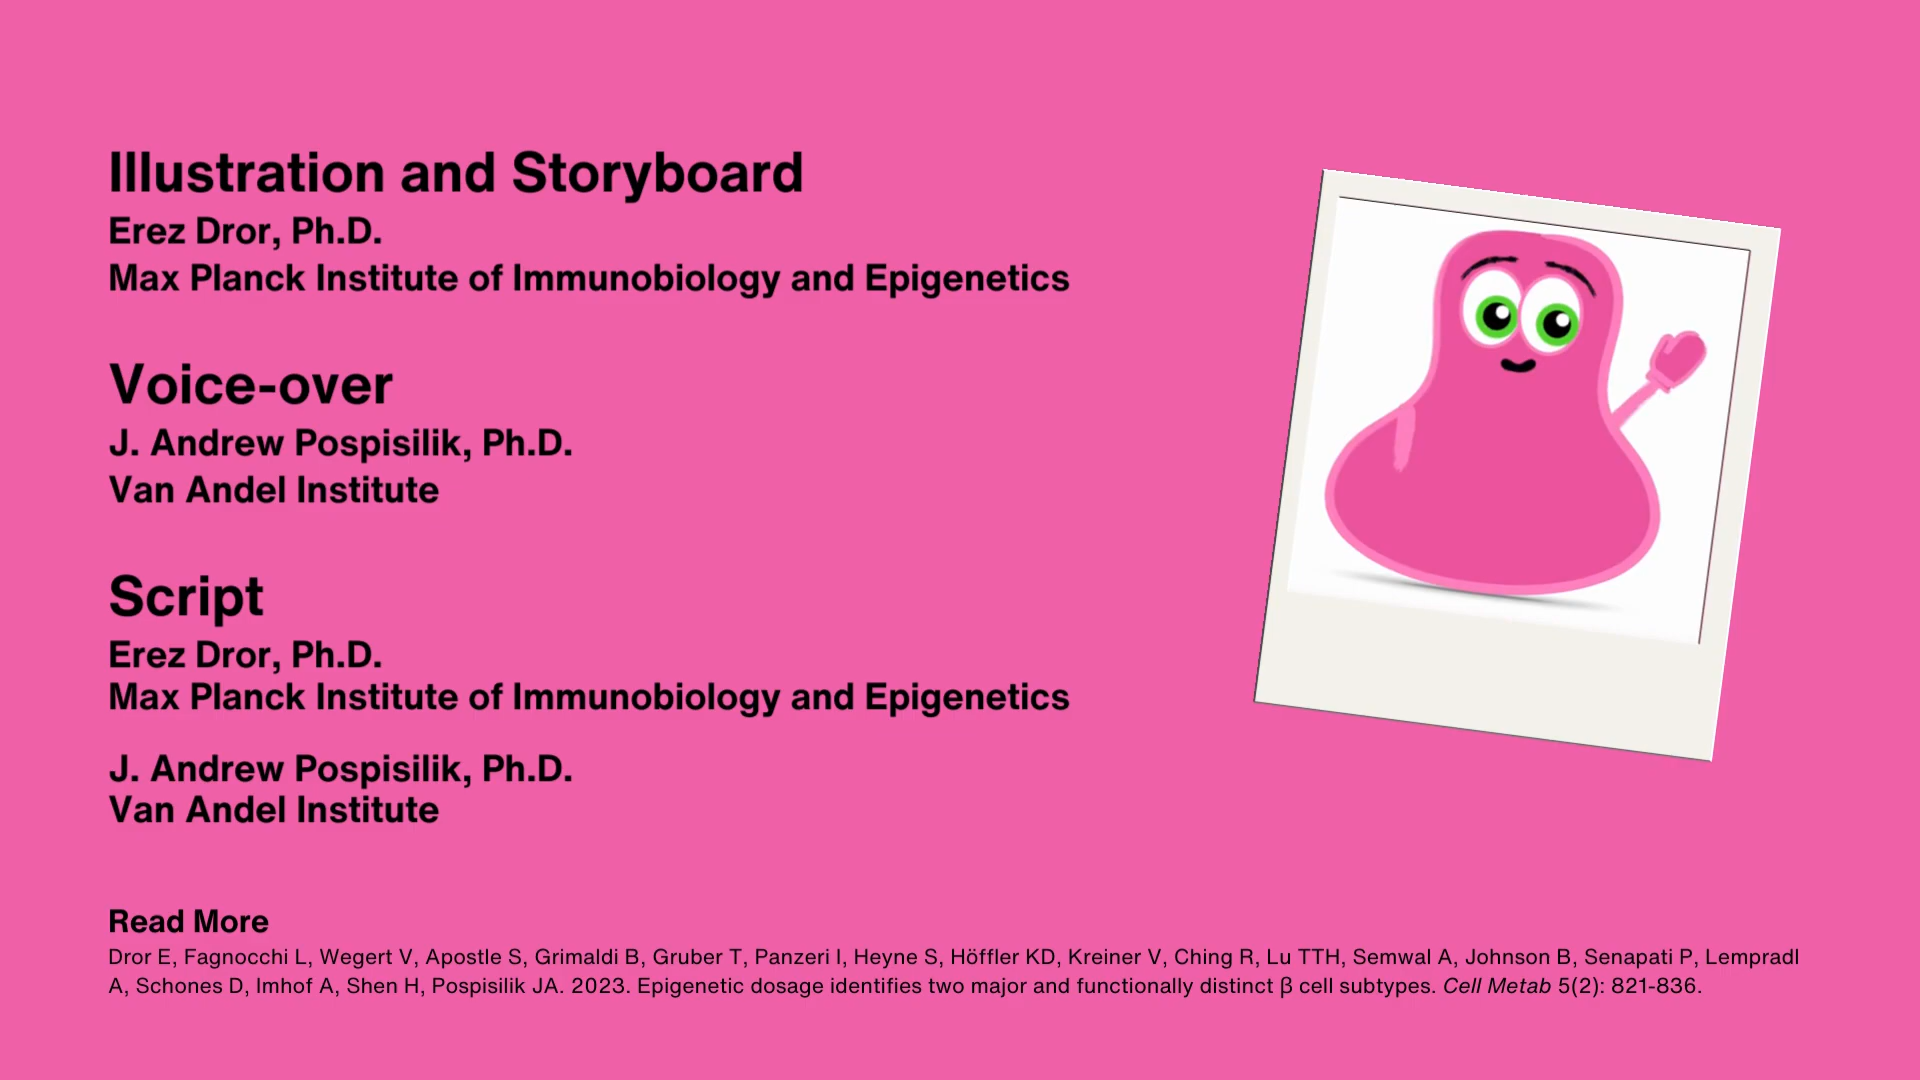 Illustration and Storyboard
Erez Dror, Ph.D.
Max Planck Institute of Immunobiology and Epigenetics
Voice-over
J. Andrew Pospisilik, Ph.D.
Van Andel Institute
Script
Erez Dror, Ph.D.
Max Planck Institute of Immunobiology and Epigenetics
J. Andrew Pospisilik, Ph.D.
Van Andel Institute
Read More
Dror E, Fagnocchi L, Wegert V, Apostle S, Grimaldi B, Gruber T, Panzeri I, Heyne S, Höffler KD, Kreiner V, Ching R, Lu TTH, Semwal A, Johnson B, Senapati P, Lempradl
A, Schones D, Imhof A, Shen H, Pospisilik JA. 2023. Epigenetic dosage identifies two major and functionally distinct β cell subtypes. Cell Metab 5(2): 821-836.